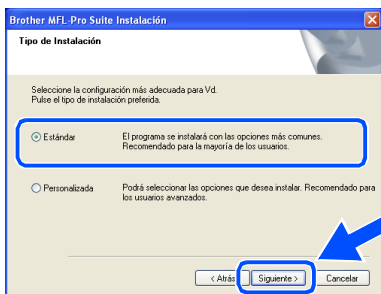 Brother MFL-Pro Suite Instalación
Tipo de Instalación
Seleccione la configuración más adecuada para Vd.
Pulse el tipo de instalación preferida.
Estándar
El programa se instalará con las opciones más comunes.
Recomendado para la mayoría de los usuarios.
Personalizada
Podrá seleccionar las opciones que desea instalar. Recomendado para
los usuarios avanzados.
< Atrás
Siguiente >
Cancelar